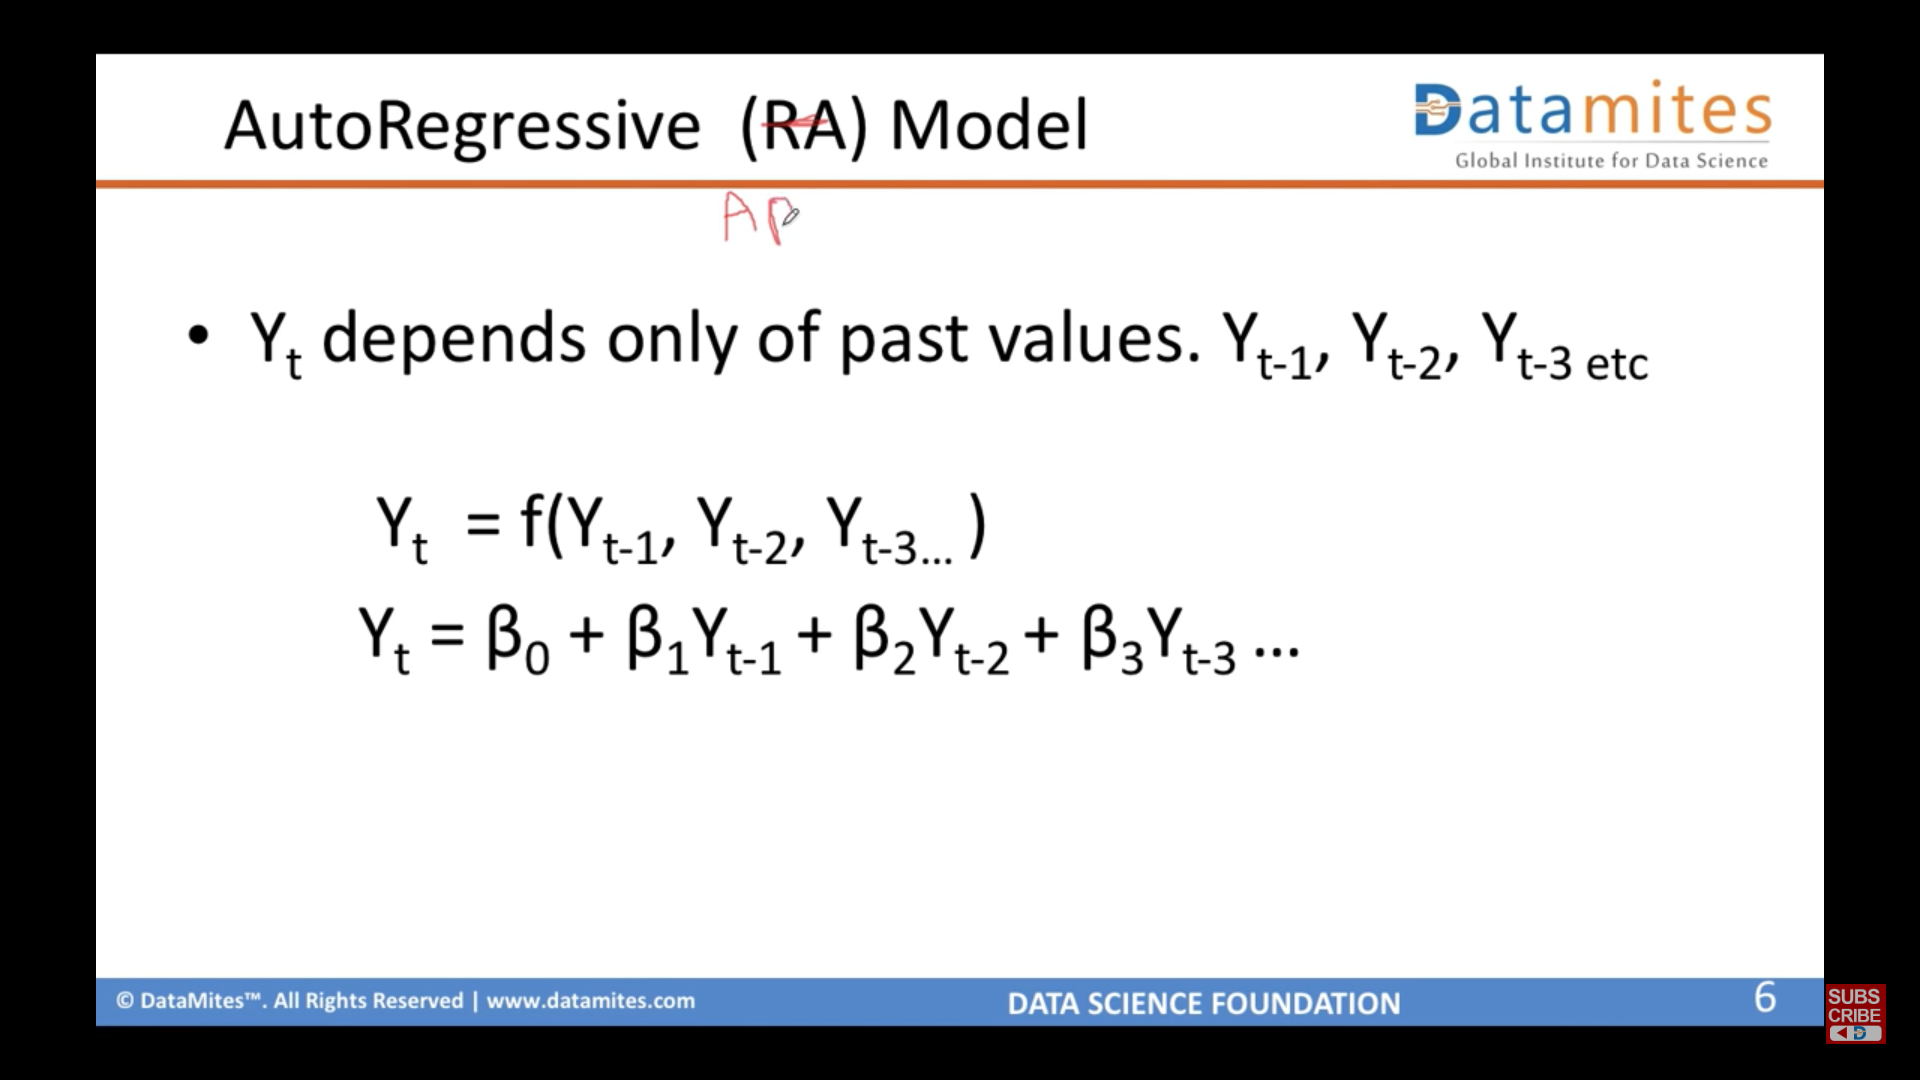 AutoRegressive (RA) Model
Datamites
Global Institute for Data Science
A
• Yt depends only of past values. Yt-1, Yt-2, Yt-3 etc
Yt = f(Yt-1, Yt-2, Yt-3... )
Yt = β0 + β1Yt-1 + β2Yt-2 + β3Yt-3 ...
© DataMites™. All Rights Reserved | www.datamites.com
DATA SCIENCE FOUNDATION
6
SUBS
CRIBE